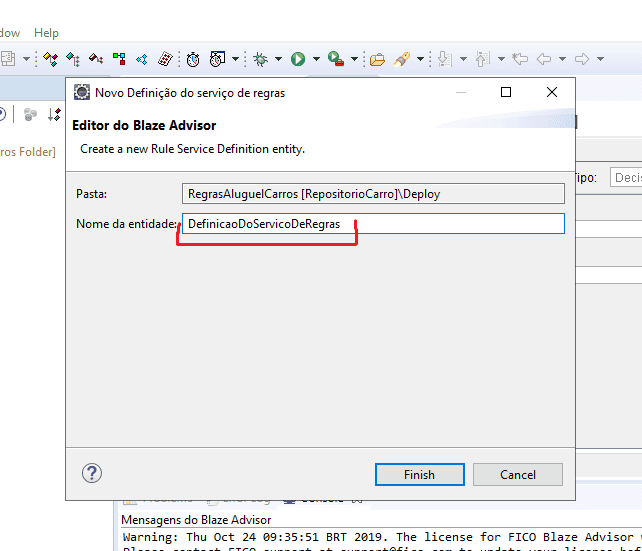 Help
Novo Definição do serviço de regras
Editor do Blaze Advisor
Create a new Rule Service Definition entity.
ros Folder]
Tipo:
Decis
Pasta:
RegrasAluguelCarros [RepositorioCarro]\Deploy
Nome da entidade:
DefinicaoDoServicoDeRegras
?
Finish
Cancel
Mensagens do Blaze Advisor
Warning: Thu Oct 24 09:35:51 BRT 2019. The license for FICO Blaze Advisor